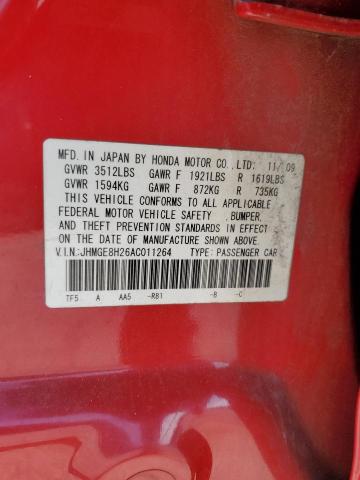 MFD. IN JAPAN BY HONDA MOTOR CO.,LTD: 11/09
GVWR 3512LBS GAWR F 1921LBS R 1619LBS
GVWR 1594KG GAWR F 872KG R 735KG
THIS VEHICLE CONFORMS TO ALL APPLICABLE
FEDERAL MOTOR VEHICLE SAFETY ,BUMPER,
AND THEFT PREVENTION STANDARDS IN EFFECT
ON THE DATE OF MANUFACTURE SHOWN ABOVE.
V.I.N.:JHMGE8H26AC011264 TYPE: PASSENGER CAR
TF5 A AA5 -R81 -B -C